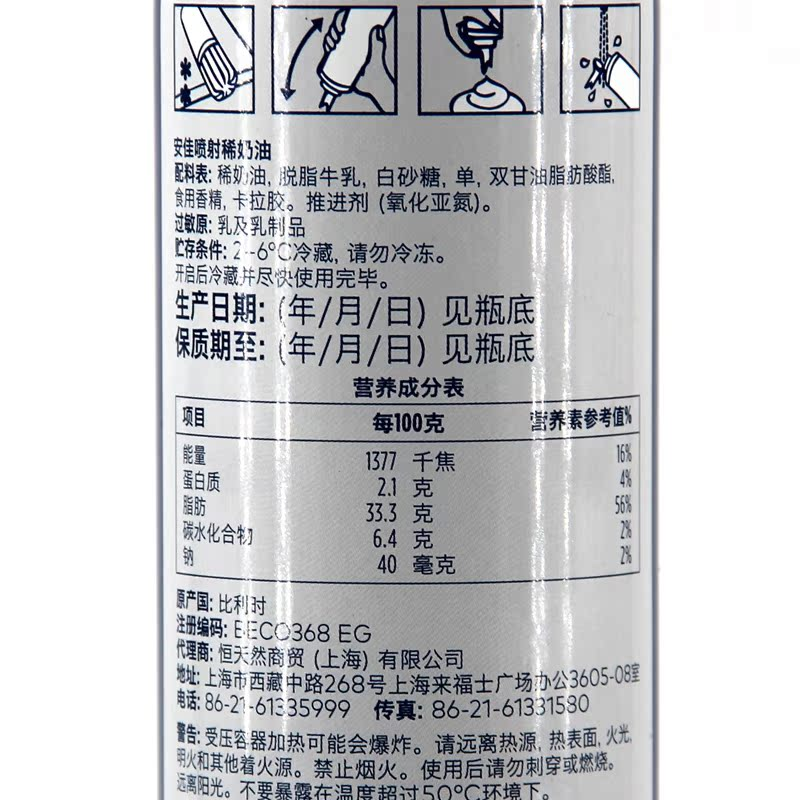 安佳喷射稀奶油
配料表: 稀奶油, 脱脂牛乳, 白砂糖, 单, 双甘油脂肪酸酯,
食用香精, 卡拉胶。推进剂 (氧化亚氮)。
过敏原: 乳及乳制品
贮存条件: 2-6°C冷藏, 请勿冷冻。
开启后冷藏并尽快使用完毕。
生产日期: (年/月/日) 见瓶底
保质期至: (年/月/日) 见瓶底
营养成分表
项目 每100克 营养素参考值%
能量 1377 千焦 16%
蛋白质 2.1 克 4%
脂肪 33.3 克 56%
碳水化合物 6.4 克 2%
钠 40 毫克 2%
原产国: 比利时
注册编码: BECO368 EG
代理商: 恒天然商贸 (上海) 有限公司
地址: 上海市西藏中路268号上海来福士广场办公3605-08室
电话: 86-21-61335999 传真: 86-21-61331580
警告: 受压容器加热可能会爆炸。请远离热源, 热表面, 火光,
明火和其他着火源。禁止烟火。使用后请勿刺穿或燃烧。
远离阳光。不要暴露在温度超过50°C环境下。